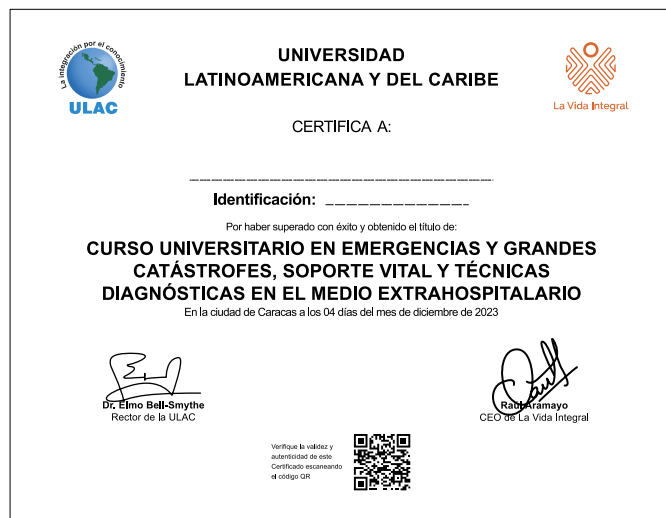 La integración por el conocimiento
ULAC
UNIVERSIDAD
LATINOAMERICANA Y DEL CARIBE
La Vida Integral
CERTIFICA A:
Identificación:
Por haber superado con éxito y obtenido el título de:
CURSO UNIVERSITARIO EN EMERGENCIAS Y GRANDES
CATÁSTROFES, SOPORTE VITAL Y TÉCNICAS
DIAGNÓSTICAS EN EL MEDIO EXTRAHOSPITALARIO
En la ciudad de Caracas a los 04 días del mes de diciembre de 2023
Dr. Elmo Bell-Smythe
Rector de la ULAC
Raúl Aramayo
CEO de La Vida Integral
Verifique la validez y
autenticidad de este
Certificado escaneando
el código QR